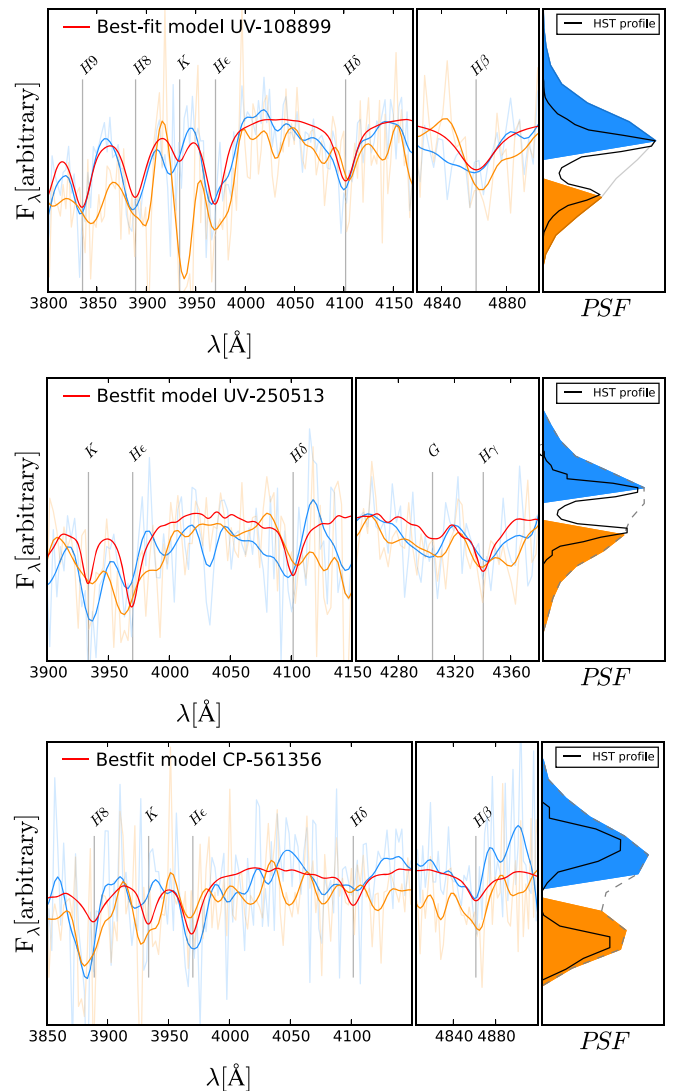 Best-fit model UV-108899
HST profile
H9 H8 K Hε Hδ Hβ
F_λ[arbitrary]
3800 3850 3900 3950 4000 4050 4100 4150
4840 4880
λ[Å]
PSF
Bestfit model UV-250513
HST profile
K Hε Hδ G Hγ
F_λ[arbitrary]
3900 3950 4000 4050 4100 4150
4280 4320 4360
λ[Å]
PSF
Bestfit model CP-561356
HST profile
H8 K Hε Hδ Hβ
F_λ[arbitrary]
3850 3900 3950 4000 4050 4100
4840 4880
λ[Å]
PSF